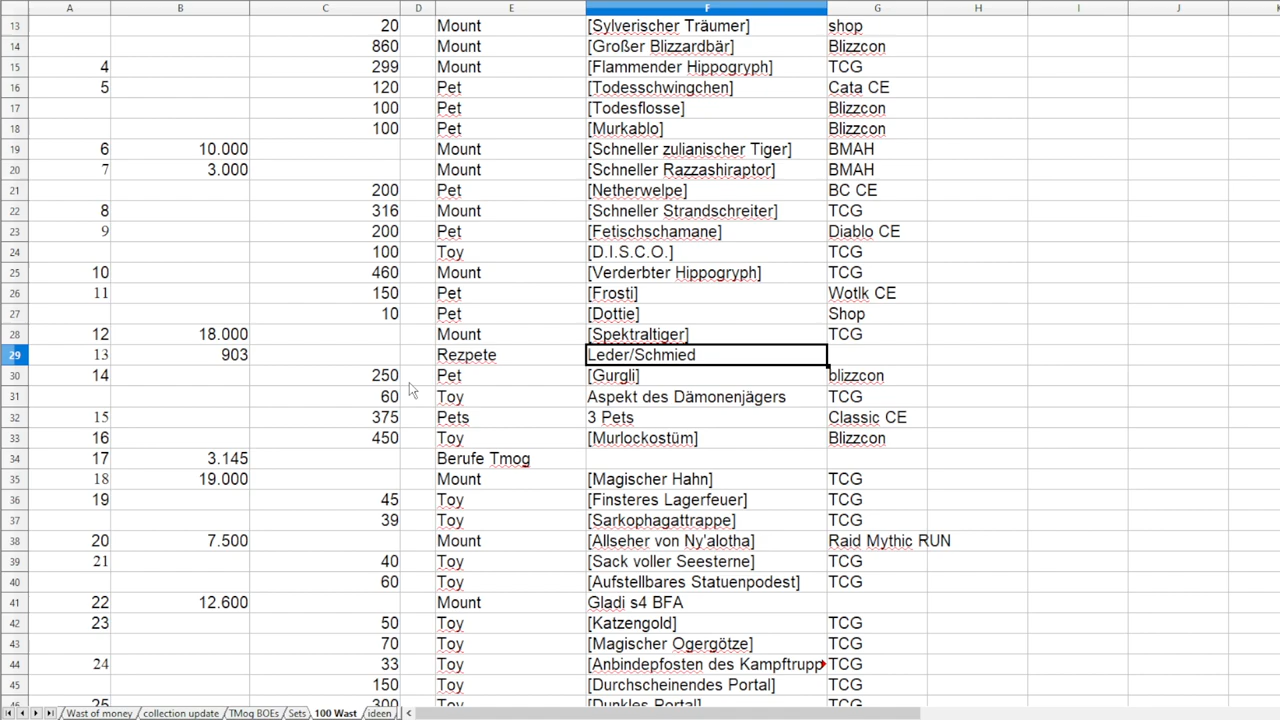 A B C D E F G H I J
13 20 Mount [Sylverischer Träumer] shop
14 860 Mount [Großer Blizzardbär] Blizzcon
15 4 299 Mount [Flammender Hippogryph] TCG
16 5 120 Pet [Todesschwingchen] Cata CE
17 100 Pet [Todesflosse] Blizzcon
18 100 Pet [Murkablo] Blizzcon
19 6 10.000 Mount [Schneller zulianischer Tiger] BMAH
20 7 3.000 Mount [Schneller Razzashiraptor] BMAH
21 200 Pet [Netherwelpe] BC CE
22 8 316 Mount [Schneller Strandschreiter] TCG
23 9 200 Pet [Fetischschamane] Diablo CE
24 100 Toy [D.I.S.C.O.] TCG
25 10 460 Mount [Verderbter Hippogryph] TCG
26 11 150 Pet [Frosti] Wotlk CE
27 10 Pet [Dottie] Shop
28 12 18.000 Mount [Spektraltiger] TCG
29 13 903 Rezpete Leder/Schmied
30 14 250 Pet [Gurgli] blizzcon
31 60 Toy Aspekt des Dämonenjägers TCG
32 15 375 Pets 3 Pets Classic CE
33 16 450 Toy [Murlockostüm] Blizzcon
34 17 3.145 Berufe Tmog
35 18 19.000 Mount [Magischer Hahn] TCG
36 19 45 Toy [Finsteres Lagerfeuer] TCG
37 39 Toy [Sarkophagattrappe] TCG
38 20 7.500 Mount [Allseher von Ny'alotha] Raid Mythic RUN
39 21 40 Toy [Sack voller Seesterne] TCG
40 60 Toy [Aufstellbares Statuenpodest] TCG
41 22 12.600 Mount Gladi s4 BFA
42 23 50 Toy [Katzengold] TCG
43 70 Toy [Magischer Ogergötze] TCG
44 24 33 Toy [Anbindepfosten des Kampftrupp TCG
45 150 Toy [Durchscheinendes Portal] TCG
46 25 300 Toy [Dunkles Portal] TCG
Wast of money collection update TMog BOEs Sets 100 Wast ideen